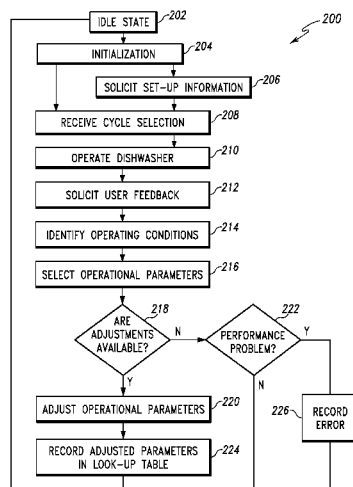 IDLE STATE 202
200
INITIALIZATION 204
SOLICIT SET-UP INFORMATION 206
RECEIVE CYCLE SELECTION 208
OPERATE DISHWASHER 210
SOLICIT USER FEEDBACK 212
IDENTIFY OPERATING CONDITIONS 214
SELECT OPERATIONAL PARAMETERS 216
218
ARE
ADJUSTMENTS
AVAILABLE?
N
Y
222
PERFORMANCE
PROBLEM?
Y
N
ADJUST OPERATIONAL PARAMETERS 220
226
RECORD
ERROR
RECORD ADJUSTED PARAMETERS
IN LOOK-UP TABLE
224